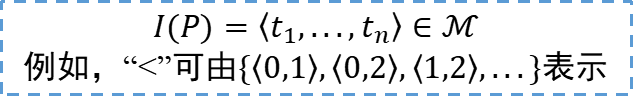 I(P) = ⟨t₁, . . . , tₙ⟩ ∈ ℳ
例如，“<”可由{⟨0,1⟩,⟨0,2⟩,⟨1,2⟩, . . . }表示